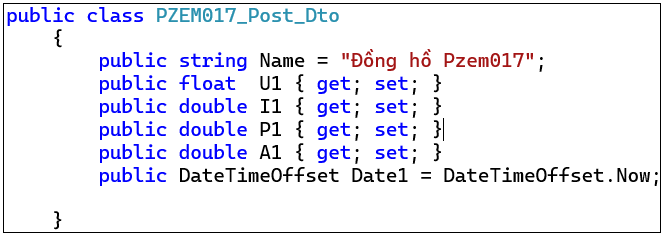 public class PZEM017_Post_Dto
{
public string Name = "Đồng hồ Pzem017";
public float  U1 { get; set; }
public double I1 { get; set; }
public double P1 { get; set; }
public double A1 { get; set; }
public DateTimeOffset Date1 = DateTimeOffset.Now;
}